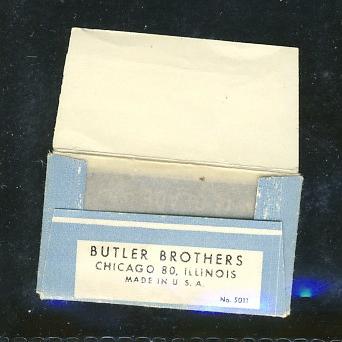 BUTLER BROTHERS
CHICAGO 80, ILLINOIS
MADE IN U. S. A.
No. 5011